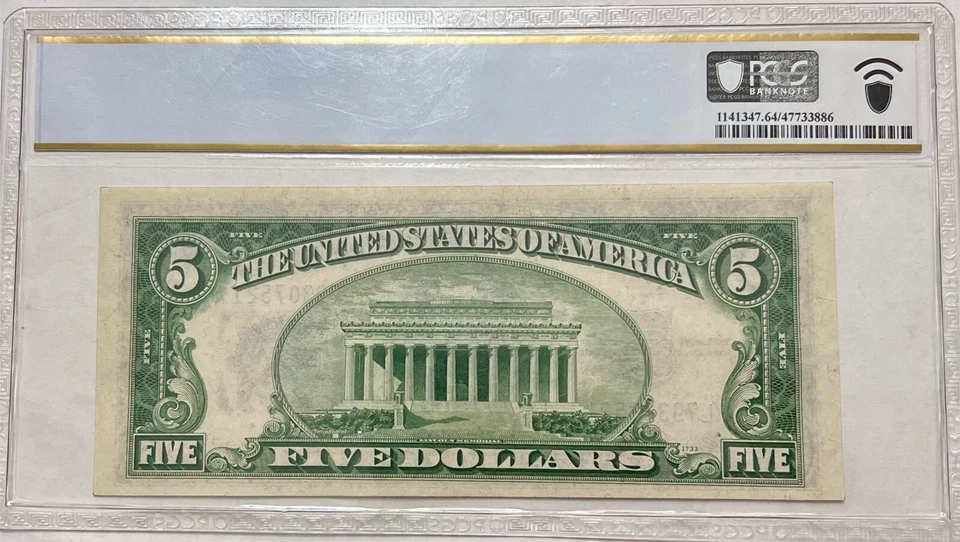 PCGS
BANKNOTE
1141347.64/47733886
FIVE FIVE
5 THE UNITED STATES OF AMERICA 5
FIVE FIVE
LINCOLN MEMORIAL
FIVE FIVE DOLLARS 1733 FIVE